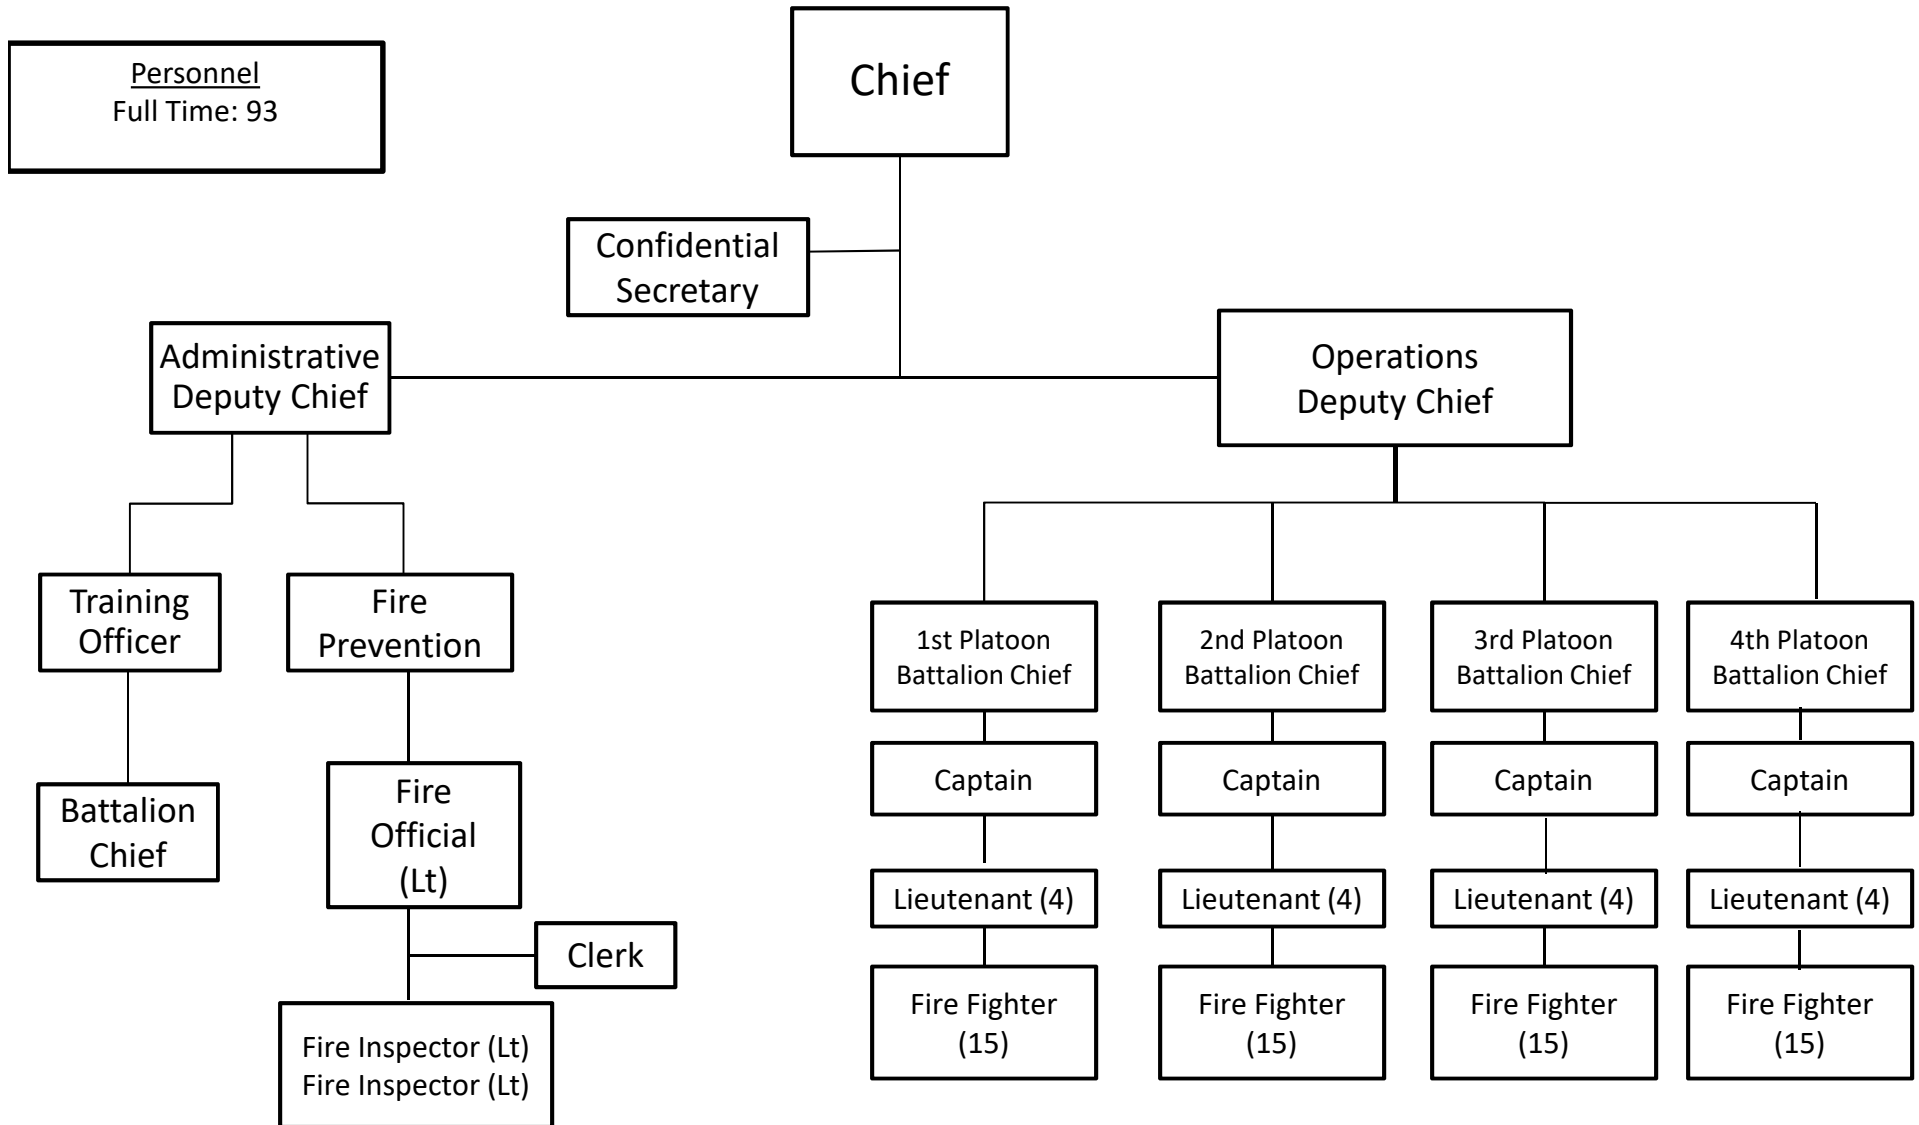 Personnel
Full Time: 93
Chief
Confidential
Secretary
Administrative
Deputy Chief
Operations
Deputy Chief
Training
Officer
Fire
Prevention
1st Platoon
Battalion Chief
2nd Platoon
Battalion Chief
3rd Platoon
Battalion Chief
4th Platoon
Battalion Chief
Battalion
Chief
Fire
Official
(Lt)
Captain
Captain
Captain
Captain
Lieutenant (4)
Lieutenant (4)
Lieutenant (4)
Lieutenant (4)
Clerk
Fire Fighter
(15)
Fire Fighter
(15)
Fire Fighter
(15)
Fire Fighter
(15)
Fire Inspector (Lt)
Fire Inspector (Lt)